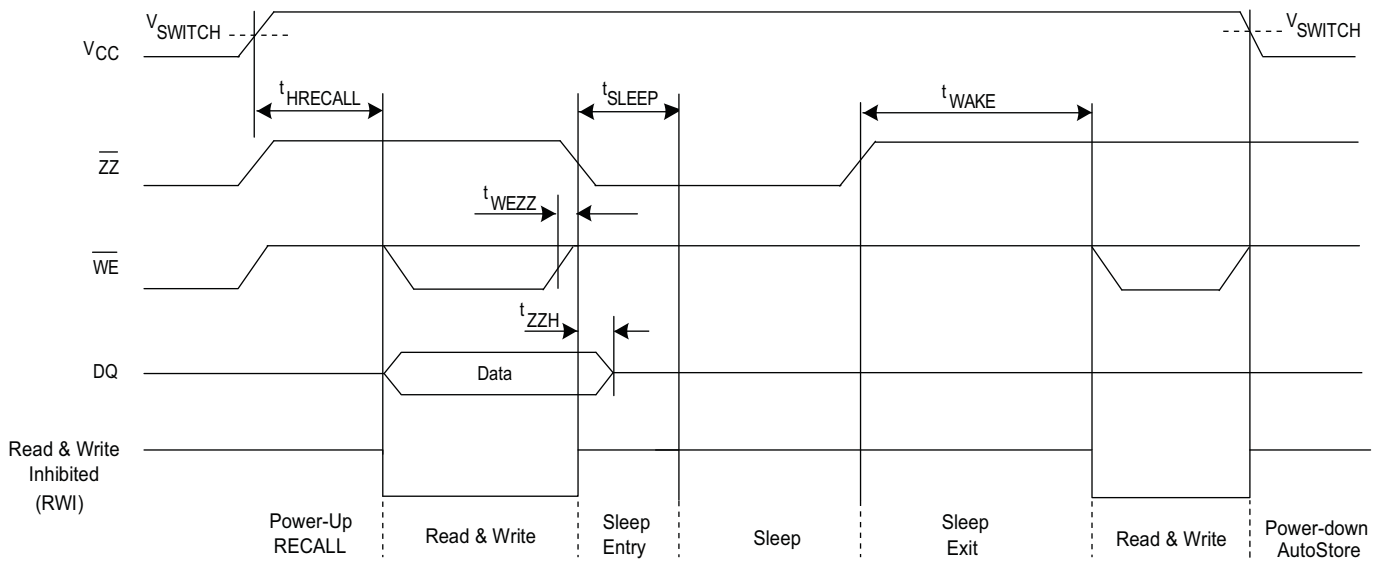 VSWITCH
VSWITCH
VCC
tHRECALL
tSLEEP
tWAKE
ZZ
tWEZZ
WE
tZZH
DQ
Data
Read & Write
Inhibited
(RWI)
Power-Up
RECALL
Read & Write
Sleep
Entry
Sleep
Sleep
Exit
Read & Write
Power-down
AutoStore